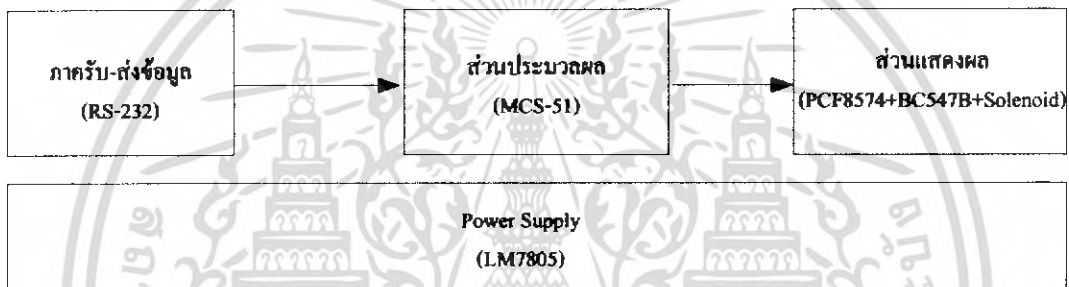 ภาครับ-ส่งข้อมูล
(RS-232)
ส่วนประมวลผล
(MCS-51)
ส่วนแสดงผล
(PCF8574+BC547B+Solenoid)
Power Supply
(LM7805)